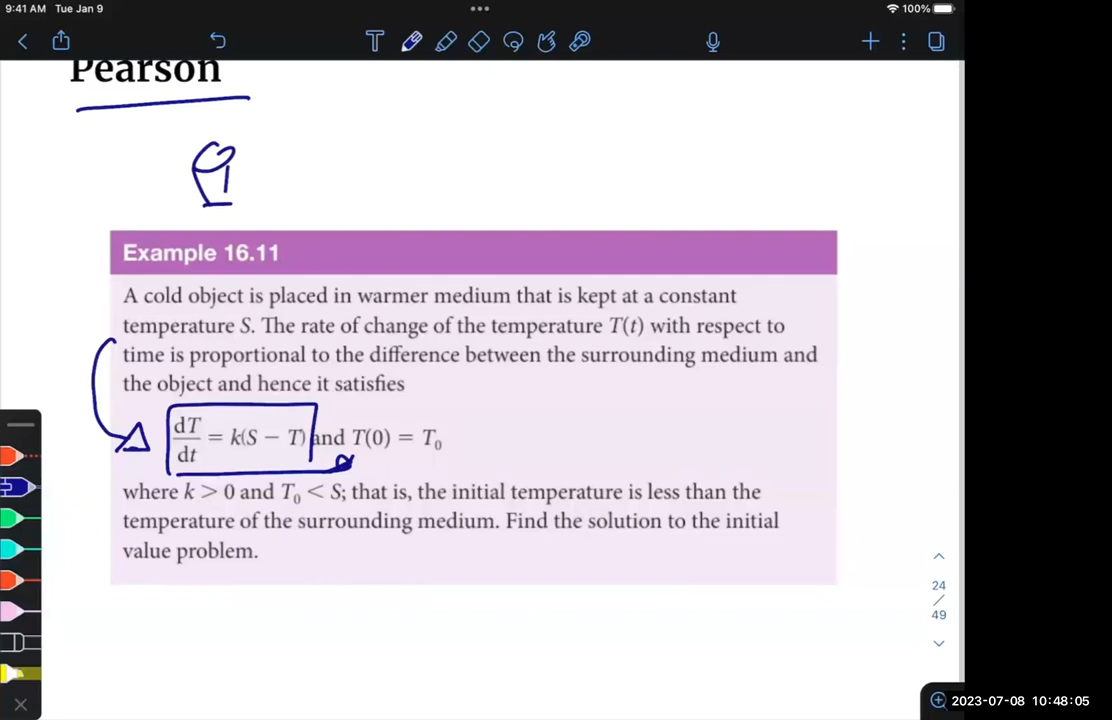 9:41 AM Tue Jan 9
100%
Pearson
Example 16.11
A cold object is placed in warmer medium that is kept at a constant
temperature S. The rate of change of the temperature T(t) with respect to
time is proportional to the difference between the surrounding medium and
the object and hence it satisfies
dT/dt = k(S − T) and T(0) = T₀
where k > 0 and T₀ < S; that is, the initial temperature is less than the
temperature of the surrounding medium. Find the solution to the initial
value problem.
24
/
49
2023-07-08 10:48:05